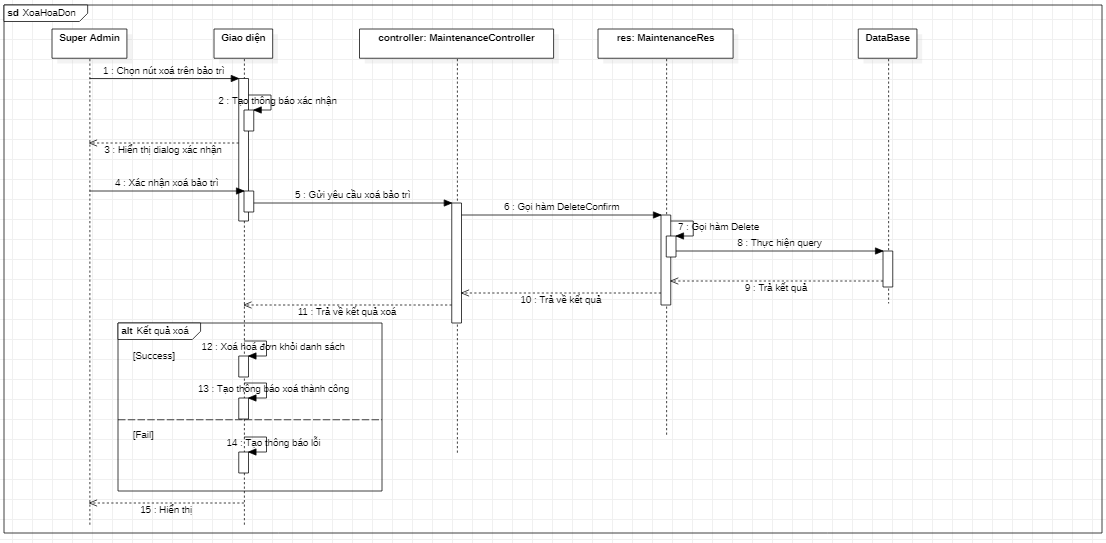 sd XoaHoaDon
Super Admin
Giao diện
controller: MaintenanceController
res: MaintenanceRes
DataBase
1 : Chọn nút xoá trên bảo trì
2 : Tạo thông báo xác nhận
3 : Hiển thị dialog xác nhận
4 : Xác nhận xoá bảo trì
5 : Gửi yêu cầu xoá bảo trì
6 : Gọi hàm DeleteConfirm
7 : Gọi hàm Delete
8 : Thực hiện query
9 : Trả kết quả
10 : Trả về kết quả
11 : Trả về kết quả xoá
alt Kết quả xoá
12 : Xoá hoá đơn khỏi danh sách
[Success]
13 : Tạo thông báo xoá thành công
[Fail]
14 : Tạo thông báo lỗi
15 : Hiển thị